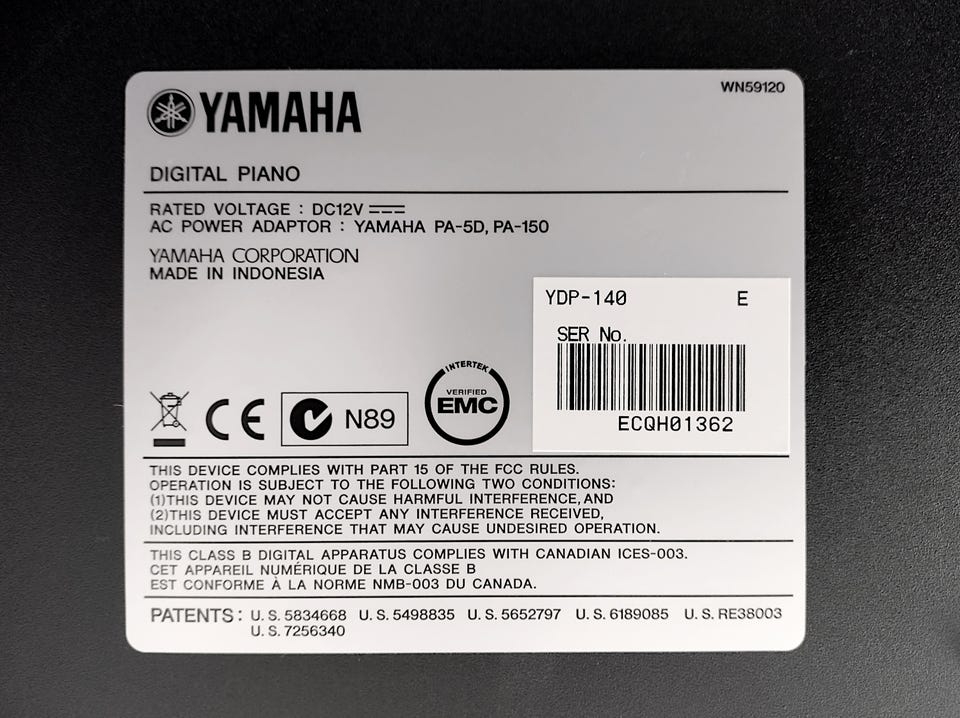 WN59120
YAMAHA
DIGITAL PIANO
RATED VOLTAGE : DC12V
AC POWER ADAPTOR : YAMAHA PA-5D, PA-150
YAMAHA CORPORATION
MADE IN INDONESIA
YDP-140 E
SER No.
ECQH01362
CE
N89
INTERTEK
VERIFIED
EMC
THIS DEVICE COMPLIES WITH PART 15 OF THE FCC RULES.
OPERATION IS SUBJECT TO THE FOLLOWING TWO CONDITIONS:
(1)THIS DEVICE MAY NOT CAUSE HARMFUL INTERFERENCE, AND
(2)THIS DEVICE MUST ACCEPT ANY INTERFERENCE RECEIVED,
INCLUDING INTERFERENCE THAT MAY CAUSE UNDESIRED OPERATION.
THIS CLASS B DIGITAL APPARATUS COMPLIES WITH CANADIAN ICES-003.
CET APPAREIL NUMÉRIQUE DE LA CLASSE B
EST CONFORME À LA NORME NMB-003 DU CANADA.
PATENTS: U. S. 5834668 U. S. 5498835 U. S. 5652797 U. S. 6189085 U. S. RE38003
U. S. 7256340